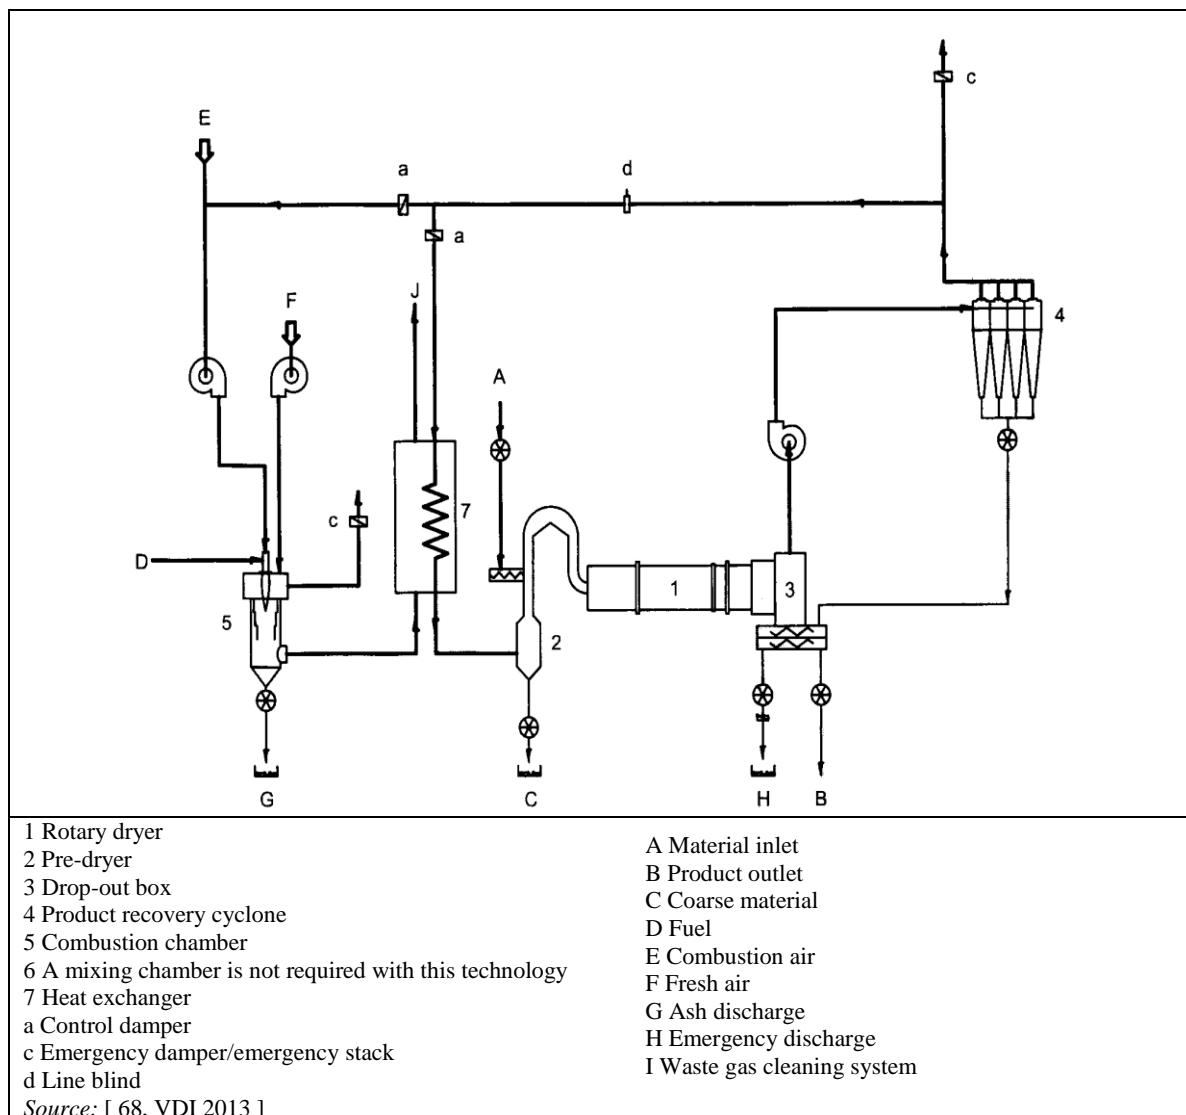 c
E
a
d
a
J
F
4
A
7
c
D
1
3
5
2
G
C
H
B
1 Rotary dryer
2 Pre-dryer
3 Drop-out box
4 Product recovery cyclone
5 Combustion chamber
6 A mixing chamber is not required with this technology
7 Heat exchanger
a Control damper
c Emergency damper/emergency stack
d Line blind
Source: [ 68, VDI 2013 ]
A Material inlet
B Product outlet
C Coarse material
D Fuel
E Combustion air
F Fresh air
G Ash discharge
H Emergency discharge
I Waste gas cleaning system